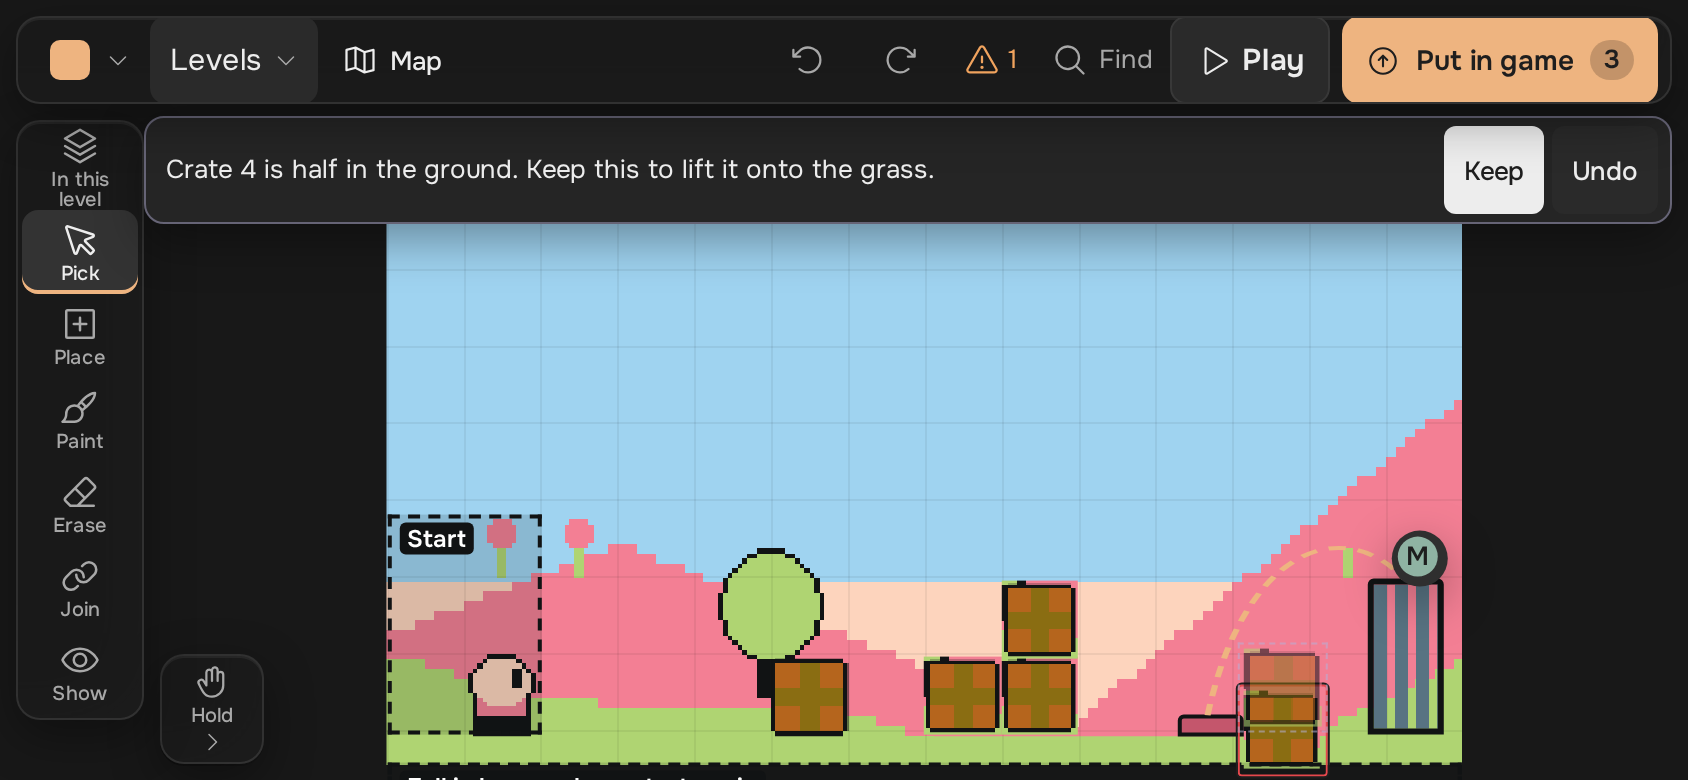 Levels
Map
1
Find
Play
Put in game 3
In this
level
Crate 4 is half in the ground. Keep this to lift it onto the grass.
Keep
Undo
Pick
Place
Paint
Erase
Join
Show
Hold
Start
M